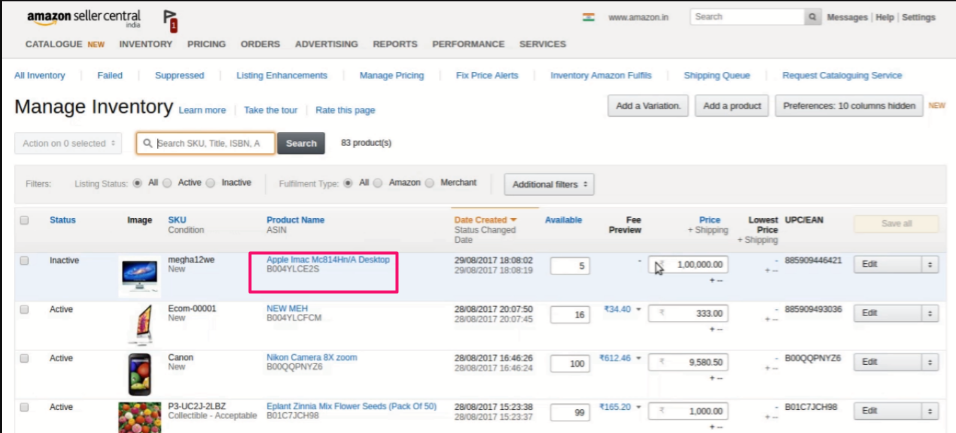 amazon seller central
india
1
www.amazon.in
Search
Messages | Help | Settings
CATALOGUE NEW INVENTORY PRICING ORDERS ADVERTISING REPORTS PERFORMANCE SERVICES
All Inventory Failed Suppressed Listing Enhancements Manage Pricing Fix Price Alerts Inventory Amazon Fulfils Shipping Queue Request Cataloguing Service
Manage Inventory Learn more | Take the tour | Rate this page
Add a Variation. Add a product Preferences: 10 columns hidden NEW
Action on 0 selected Search SKU, Title, ISBN, A Search 83 product(s)
Filters: Listing Status: All Active Inactive Fulfilment Type: All Amazon Merchant Additional filters
Status Image SKU Product Name Date Created Available Fee Price Lowest UPC/EAN Save all
Condition ASIN Status Changed Preview + Shipping Price
Date + Shipping
Inactive megha12we Apple Imac Mc814Hn/A Desktop 29/08/2017 18:08:02 5 - ₹ 1,00,000.00 - 885909446421 Edit
New B004YLCE2S 29/08/2017 18:08:19 + --
+ --
Active Ecom-00001 NEW MEH 28/08/2017 20:07:50 16 ₹34.40 ₹ 333.00 - 885909493036 Edit
New B004YLCFCM 28/08/2017 20:07:45 + --
+ --
Active Canon Nikon Camera 8X zoom 28/08/2017 16:46:26 100 ₹612.46 ₹ 9,580.50 - B00QQPNYZ6 Edit
New B00QQPNYZ6 28/08/2017 16:46:24 + --
+ --
Active P3-UC2J-2LBZ Eplant Zinnia Mix Flower Seeds (Pack Of 50) 28/08/2017 15:23:38 99 ₹165.20 ₹ 1,000.00 - B01C7JCH98 Edit
Collectible - Acceptable B01C7JCH98 28/08/2017 15:23:37 + --
+ --